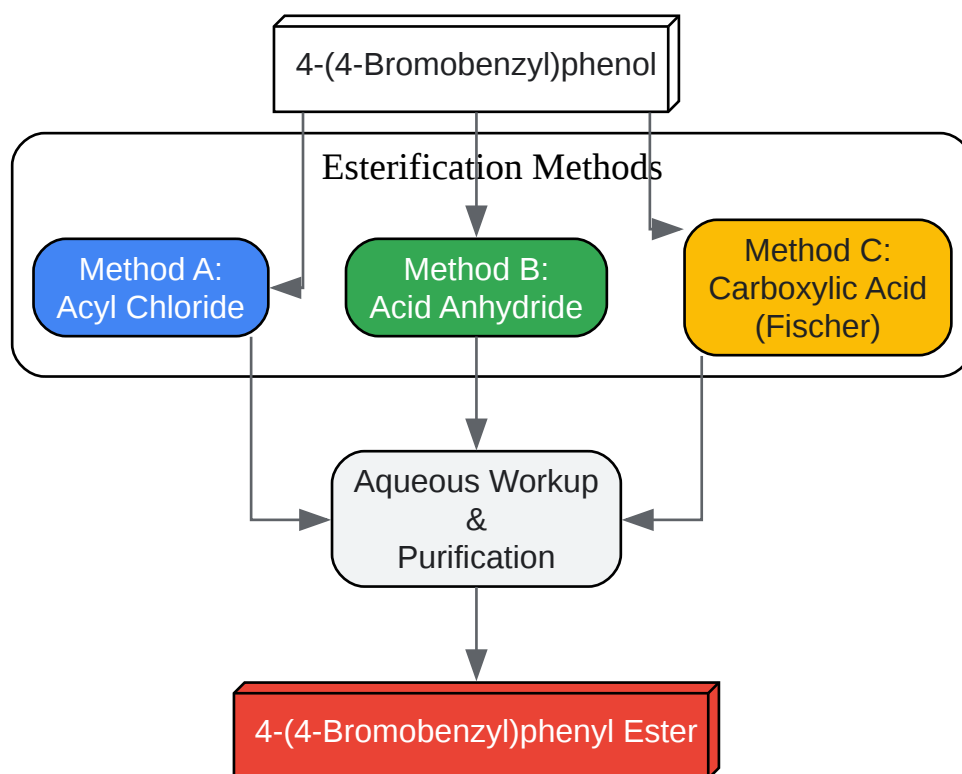 4-(4-Bromobenzyl)phenol
Esterification Methods
Method A:
Acyl Chloride
Method B:
Acid Anhydride
Method C:
Carboxylic Acid
(Fischer)
Aqueous Workup
&
Purification
4-(4-Bromobenzyl)phenyl Ester